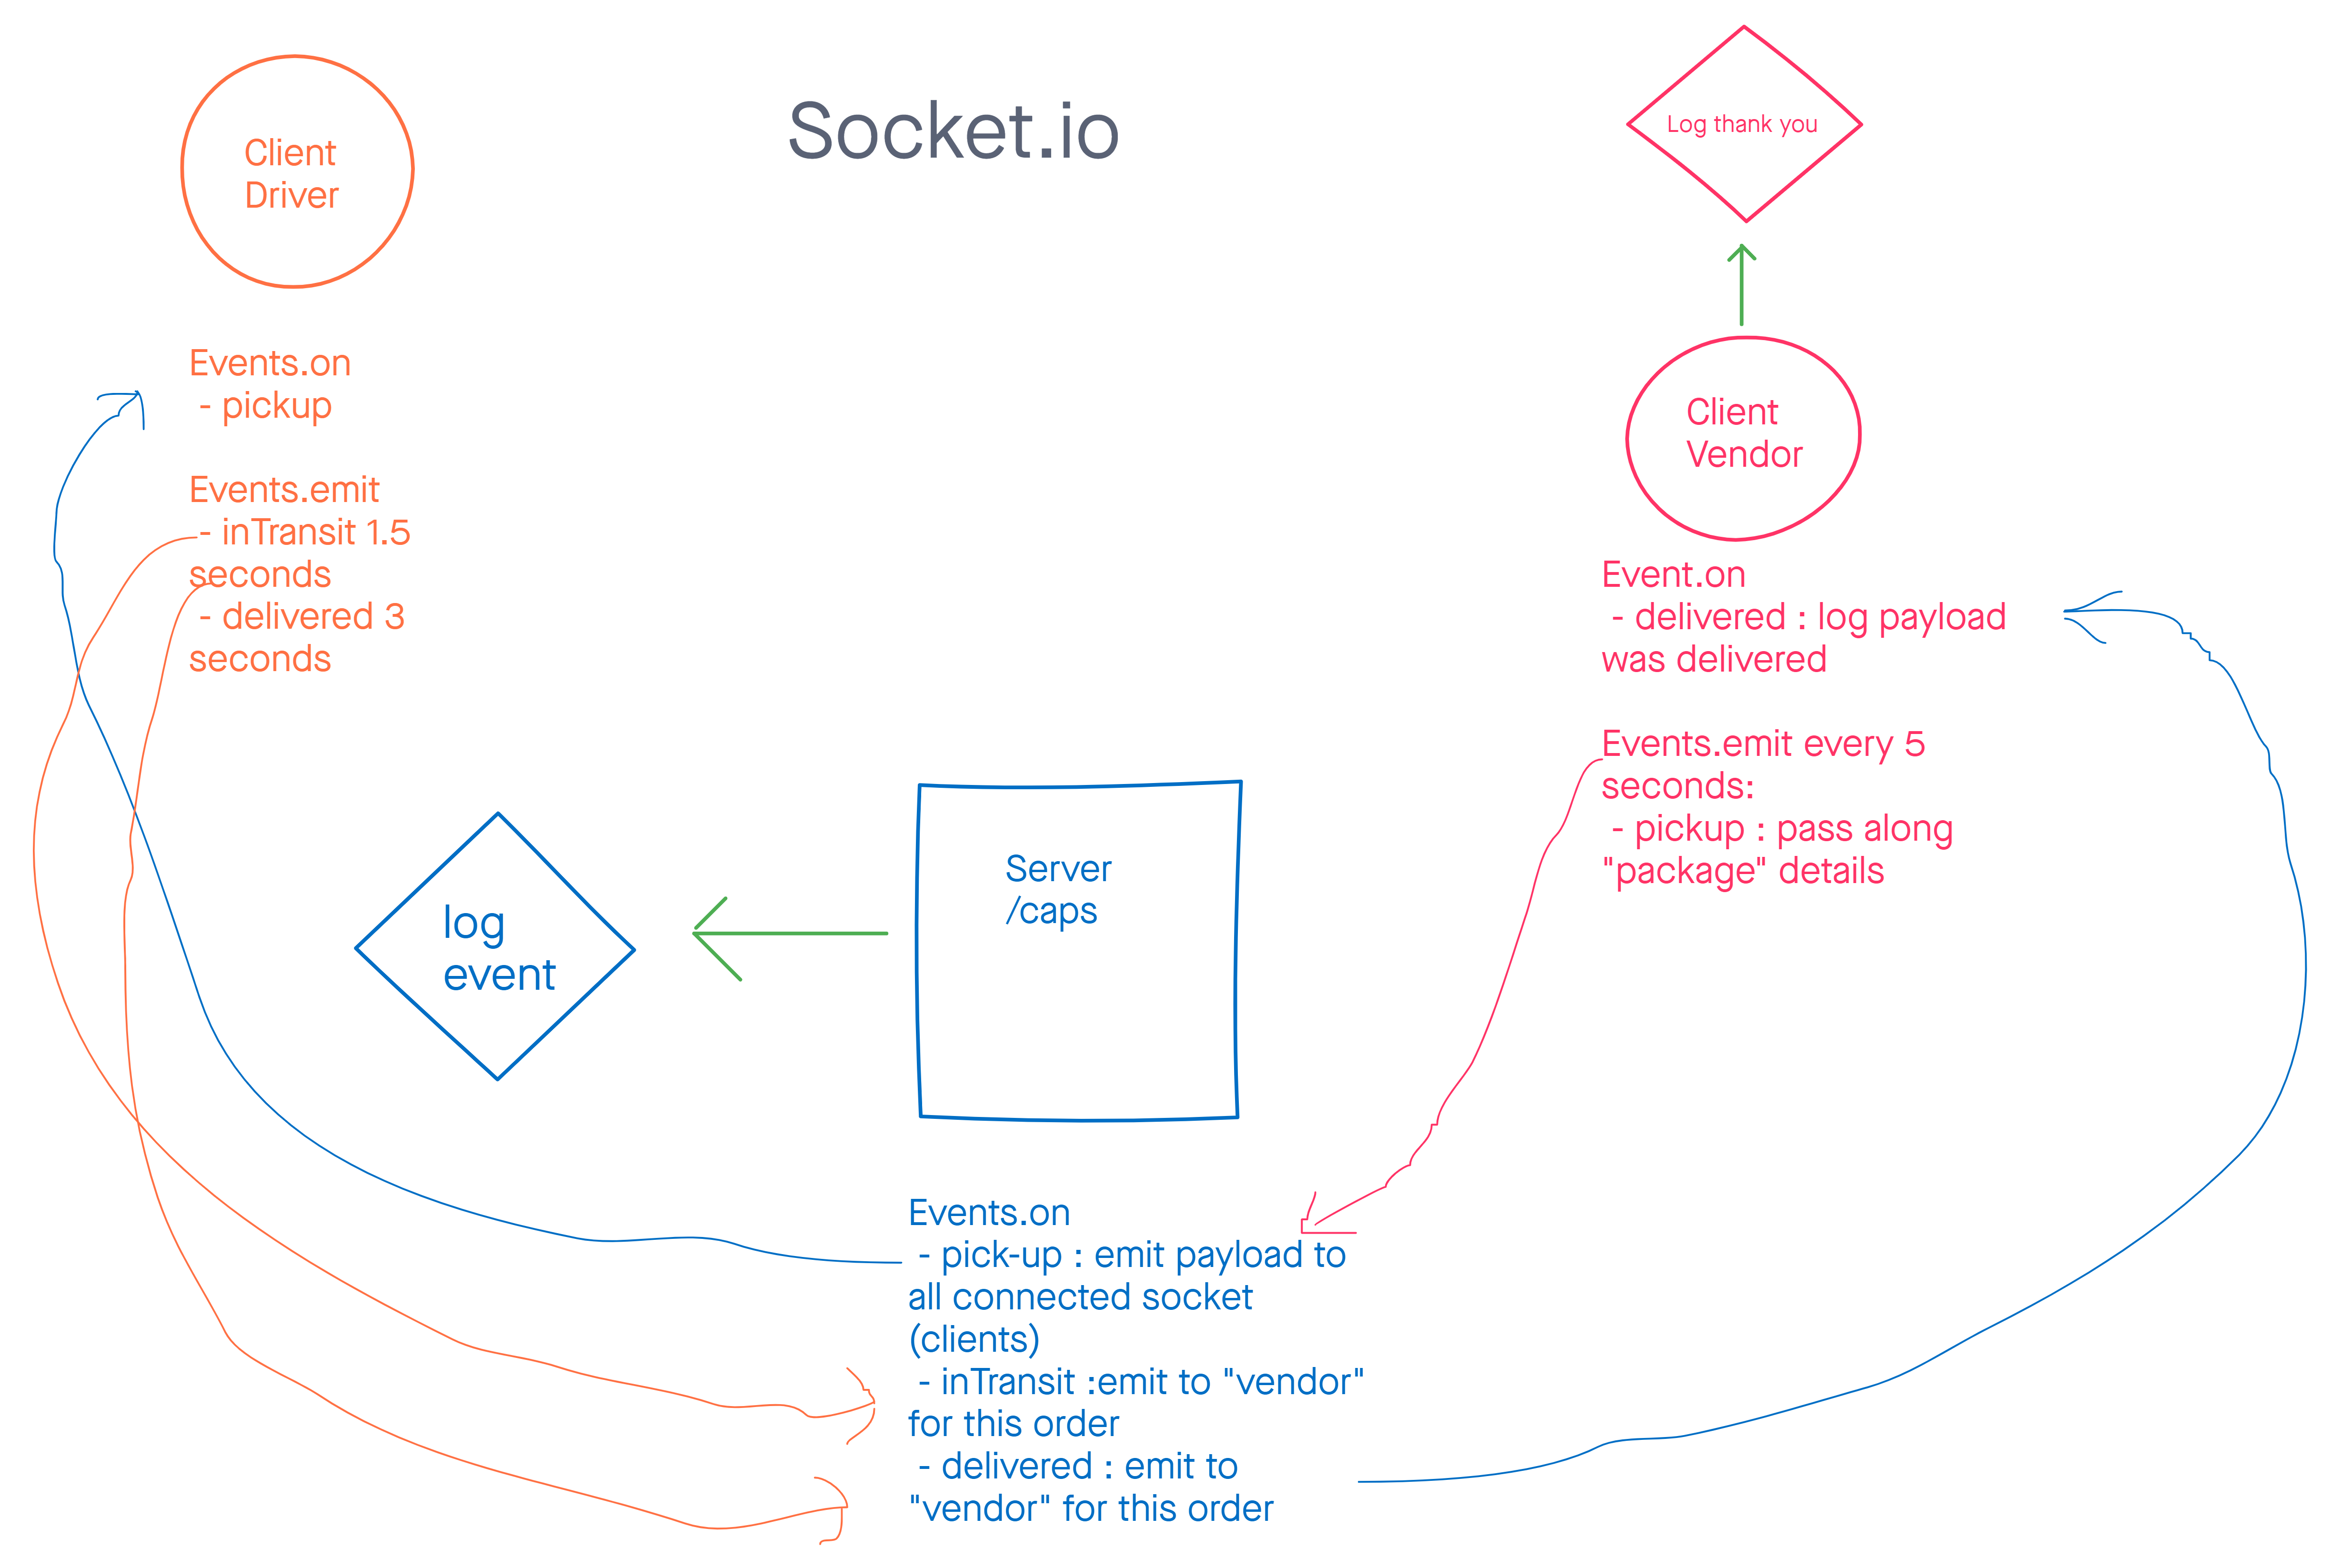 Socket.io
Client
Driver
Events.on
- pickup
Events.emit
- inTransit 1.5
seconds
- delivered 3
seconds
log
event
Server
/caps
Events.on
- pick-up : emit payload to
all connected socket
(clients)
- inTransit :emit to "vendor"
for this order
- delivered : emit to
"vendor" for this order
Log thank you
Client
Vendor
Event.on
- delivered : log payload
was delivered
Events.emit every 5
seconds:
- pickup : pass along
"package" details